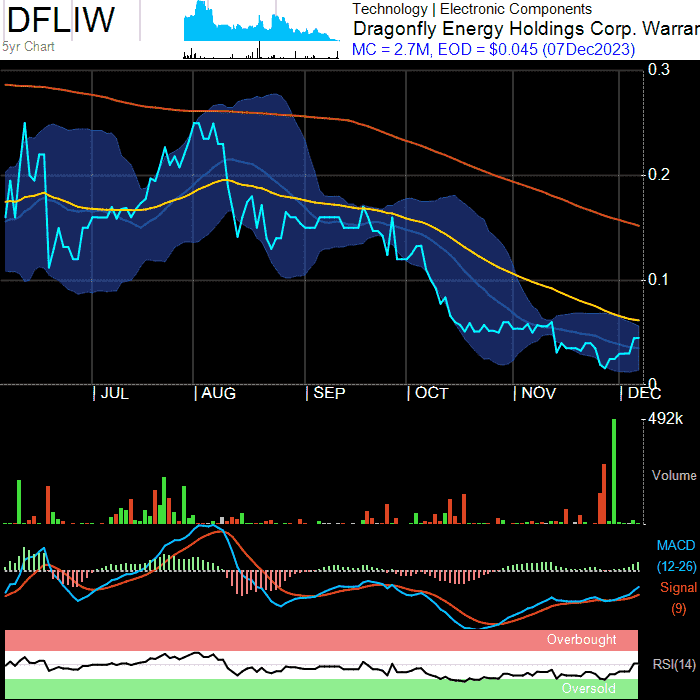 DFLIW
5yr Chart
Technology | Electronic Components
Dragonfly Energy Holdings Corp. Warran
MC = 2.7M, EOD = $0.045 (07Dec2023)
0.3
0.2
0.1
0
JUL AUG SEP OCT NOV DEC
492k
Volume
MACD
(12-26)
Signal
(9)
Overbought
RSI(14)
Oversold